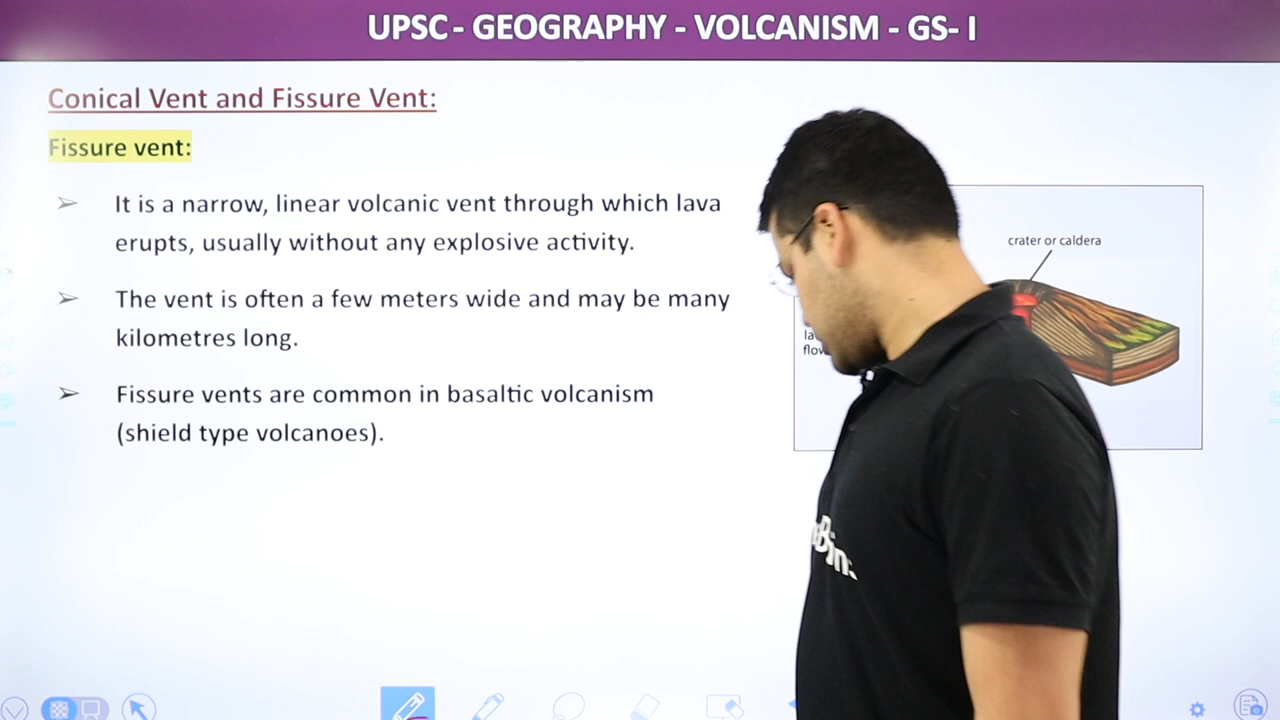 UPSC- GEOGRAPHY - VOLCANISM - GS- I
Conical Vent and Fissure Vent:
Fissure vent:
➢ It is a narrow, linear volcanic vent through which lava
erupts, usually without any explosive activity.
➢ The vent is often a few meters wide and may be many
kilometres long.
➢ Fissure vents are common in basaltic volcanism
(shield type volcanoes).
crater or caldera